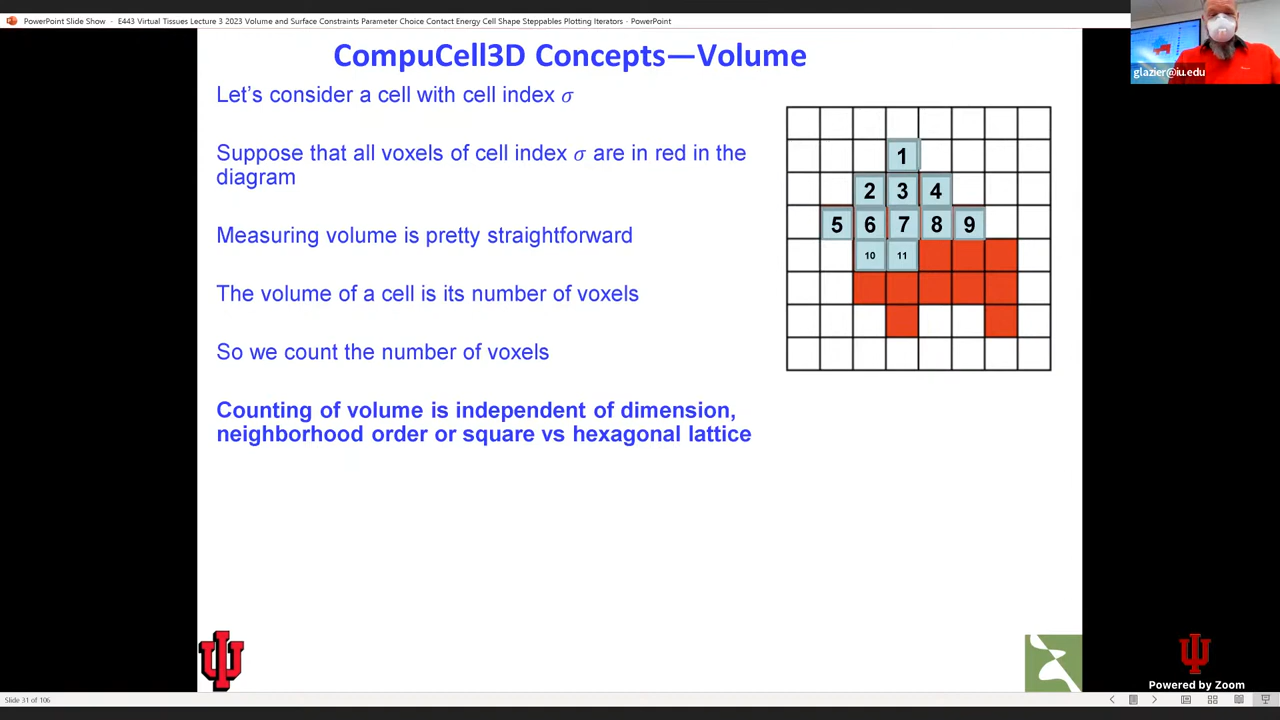 PowerPoint Slide Show - E443 Virtual Tissues Lecture 3 2023 Volume and Surface Constraints Parameter Choice Contact Energy Cell Shape Steppables Plotting Iterators - PowerPoint
glazier@iu.edu
CompuCell3D Concepts—Volume
Let's consider a cell with cell index σ
Suppose that all voxels of cell index σ are in red in the
diagram
Measuring volume is pretty straightforward
The volume of a cell is its number of voxels
So we count the number of voxels
Counting of volume is independent of dimension,
neighborhood order or square vs hexagonal lattice
1
2 3 4
5 6 7 8 9
10 11
Powered by Zoom
Slide 31 of 106